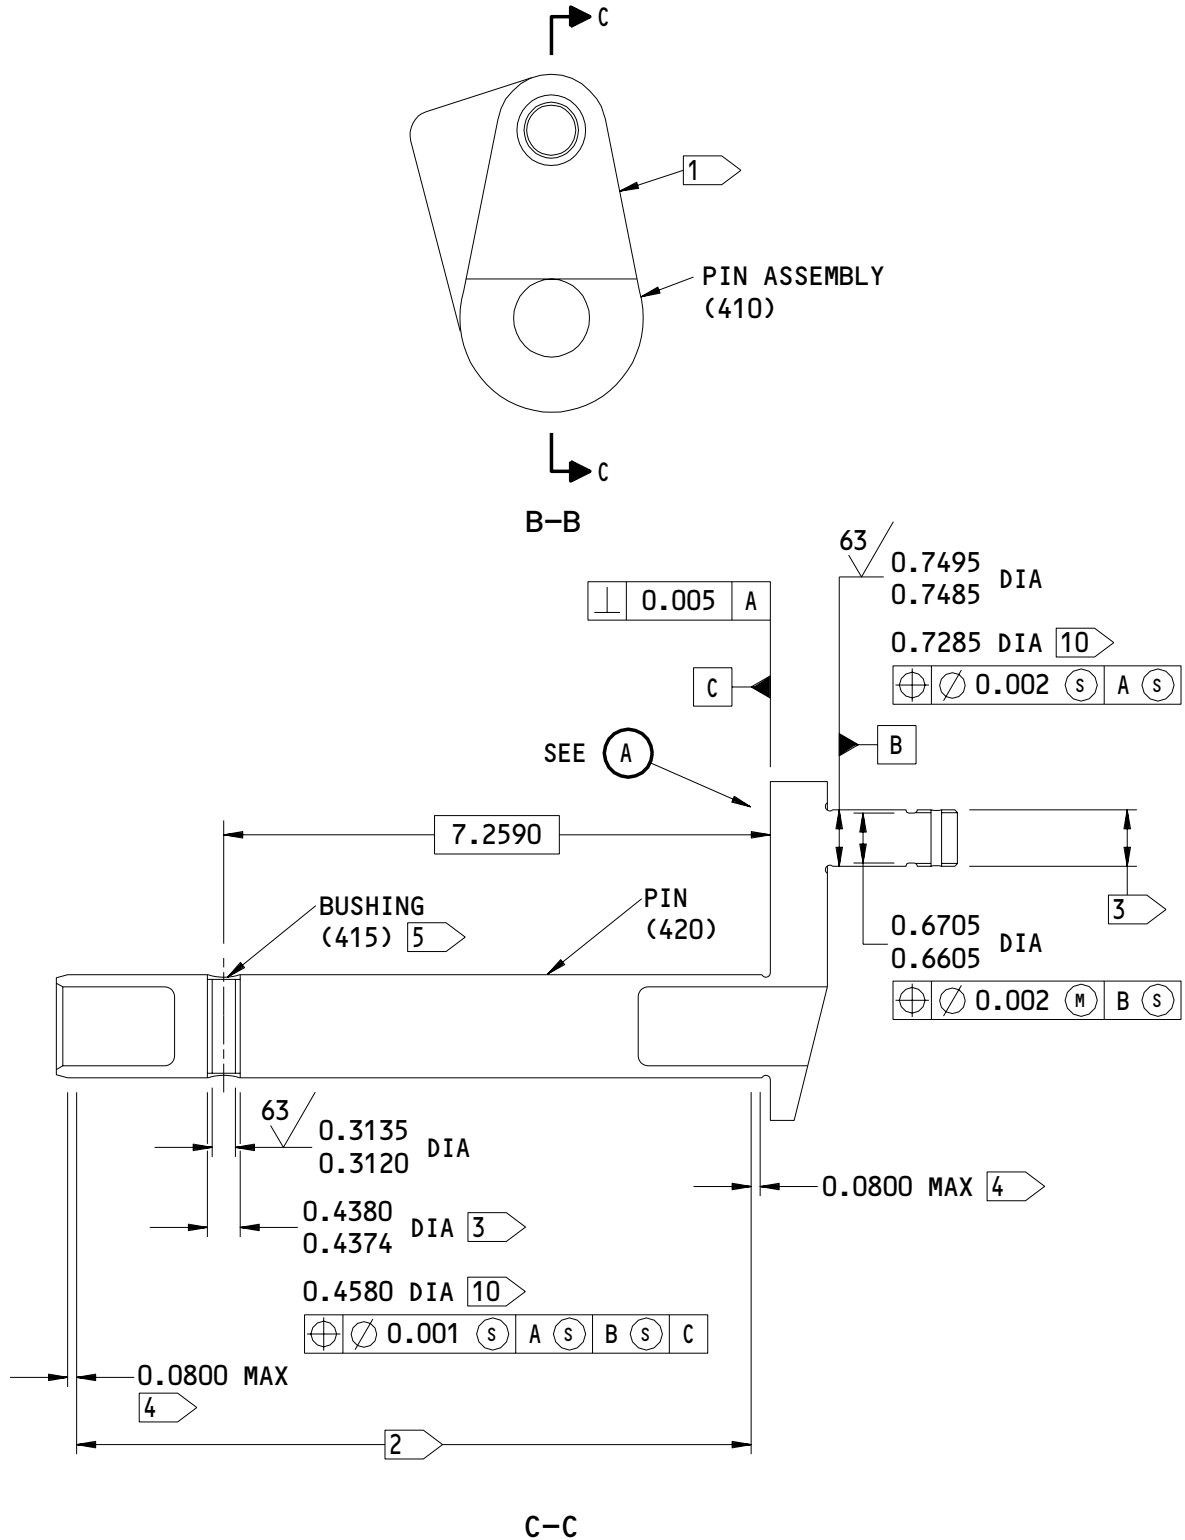 C
1
PIN ASSEMBLY
(410)
C
B-B
63
0.7495
0.7485 DIA
⊥ 0.005 A
0.7285 DIA 10
⌖ ⌀ 0.002 Ⓢ A Ⓢ
C
B
SEE A
7.2590
BUSHING
(415) 5
PIN
(420)
3
0.6705
0.6605 DIA
⌖ ⌀ 0.002 Ⓜ B Ⓢ
63
0.3135
0.3120 DIA
0.0800 MAX 4
0.4380
0.4374 DIA 3
0.4580 DIA 10
⌖ ⌀ 0.001 Ⓢ A Ⓢ B Ⓢ C
0.0800 MAX
4
2
C-C